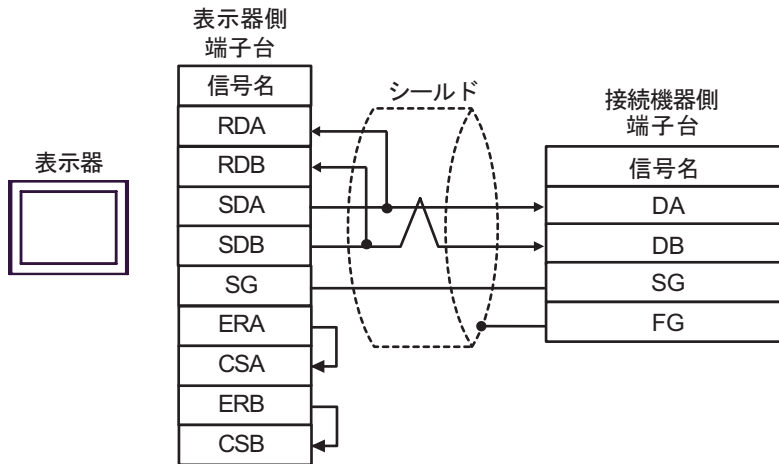 表示器
表示器側
端子台
信号名
RDA
RDB
SDA
SDB
SG
ERA
CSA
ERB
CSB
シールド
接続機器側
端子台
信号名
DA
DB
SG
FG